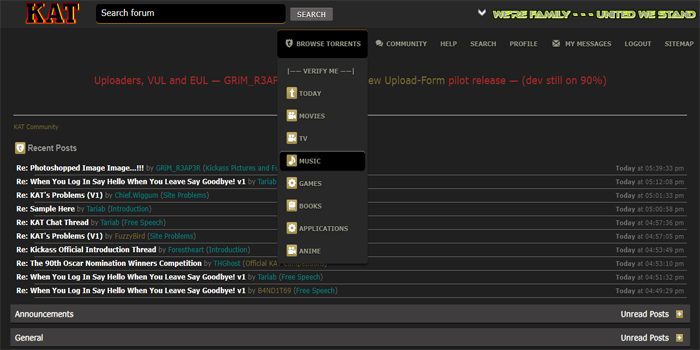 KAT
Search forum
SEARCH
WE'RE FAMILY - - - UNITED WE STAND
BROWSE TORRENTS
COMMUNITY
HELP
SEARCH
PROFILE
MY MESSAGES
LOGOUT
SITEMAP
[—– VERIFY ME —–]
TODAY
MOVIES
TV
MUSIC
GAMES
BOOKS
APPLICATIONS
ANIME
Uploaders, VUL and EUL — GRiM_R3AP ew Upload-Form pilot release — (dev still on 90%)
KAT Community
Recent Posts
Re: Photoshopped Image Image...!!! by GRiM_R3AP3R (Kickass Pictures and Fu Today at 05:39:33 pm
Re: When You Log In Say Hello When You Leave Say Goodbye! v1 by Tariab Today at 05:12:08 pm
Re: KAT's Problems (V1) by Chief.Wiggum (Site Problems) Today at 05:01:33 pm
Re: Sample Here by Tariab (Introduction) Today at 05:00:58 pm
Re: KAT Chat Thread by Tariab (Free Speech) Today at 04:57:36 pm
Re: KAT's Problems (V1) by FuzzyBird (Site Problems) Today at 04:57:05 pm
Re: Kickass Official Introduction Thread by Forestheart (Introduction) Today at 04:53:49 pm
Re: The 90th Oscar Nomination Winners Competition by THGhost (Official KA Today at 04:53:10 pm
Re: When You Log In Say Hello When You Leave Say Goodbye! v1 by Tariab (Free Speech) Today at 04:51:32 pm
Re: When You Log In Say Hello When You Leave Say Goodbye! v1 by B4ND1T69 (Free Speech) Today at 04:49:29 pm
Announcements Unread Posts
General Unread Posts